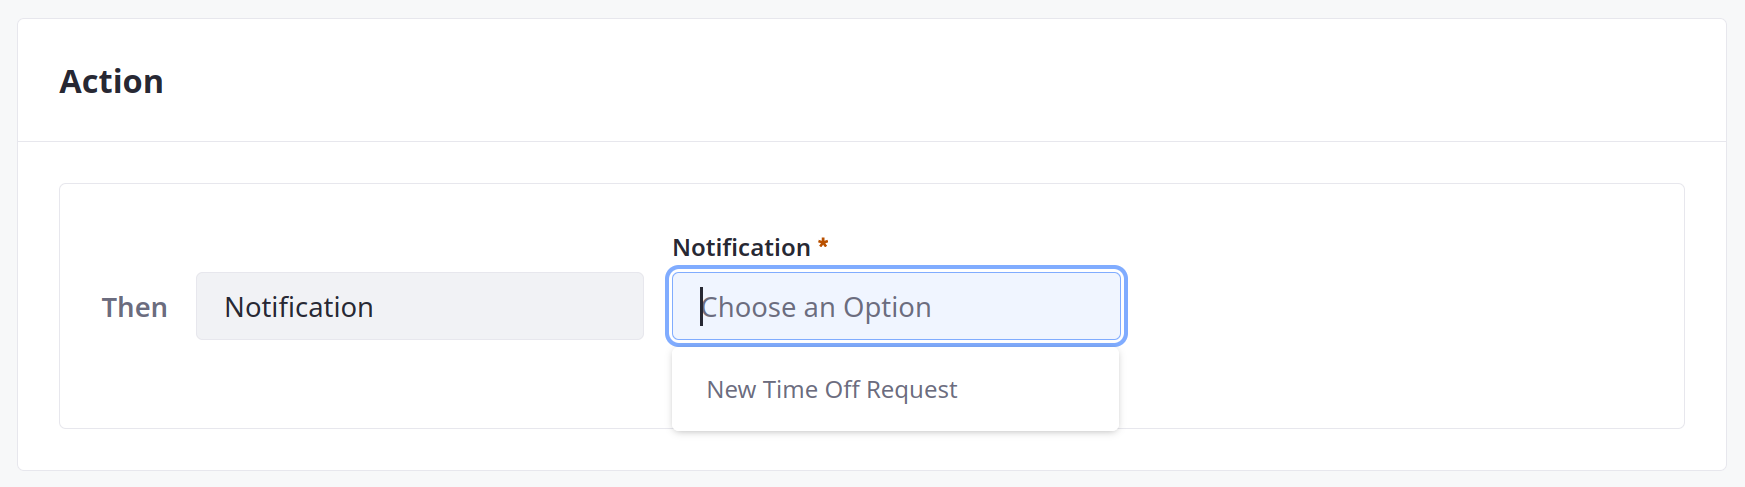 Action
Notification *
Then
Notification
Choose an Option
New Time Off Request